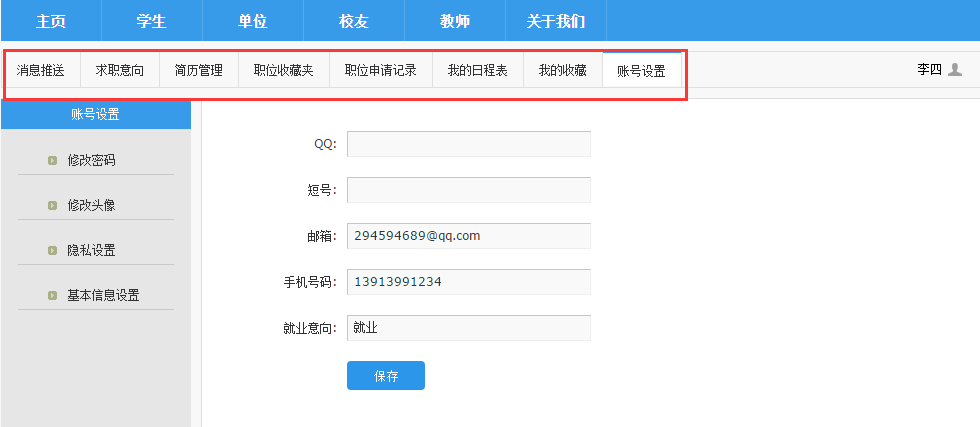 主页 学生 单位 校友 教师 关于我们
消息推送 求职意向 简历管理 职位收藏夹 职位申请记录 我的日程表 我的收藏 账号设置 李四
账号设置
修改密码
修改头像
隐私设置
基本信息设置
QQ:
短号:
邮箱: 294594689@qq.com
手机号码: 13913991234
就业意向: 就业
保存